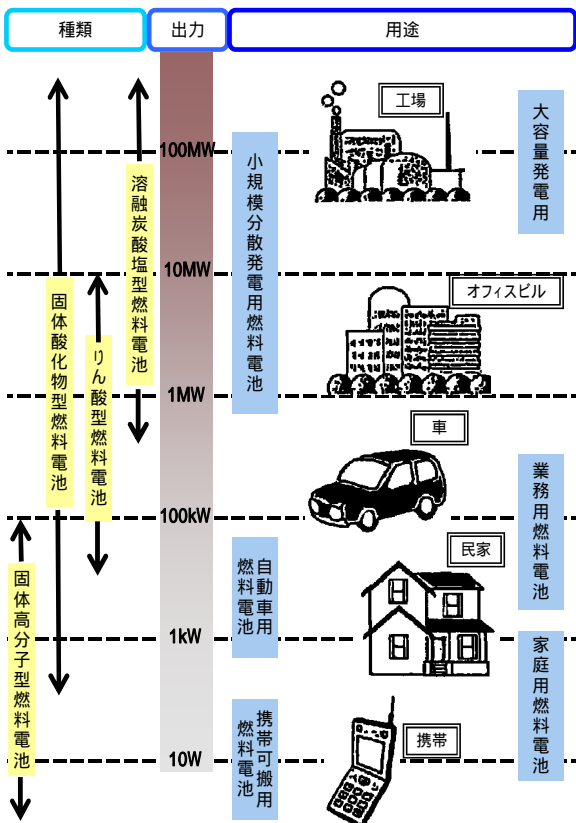 種類
出力
用途
工場
大容量発電用
100MW
小規模分散発電用燃料電池
溶融炭酸塩型燃料電池
10MW
オフィスビル
固体酸化物型燃料電池
りん酸型燃料電池
1MW
車
業務用燃料電池
100kW
民家
自動車用
燃料電池
固体高分子型燃料電池
1kW
家庭用燃料電池
携帯可搬用
燃料電池
携帯
10W